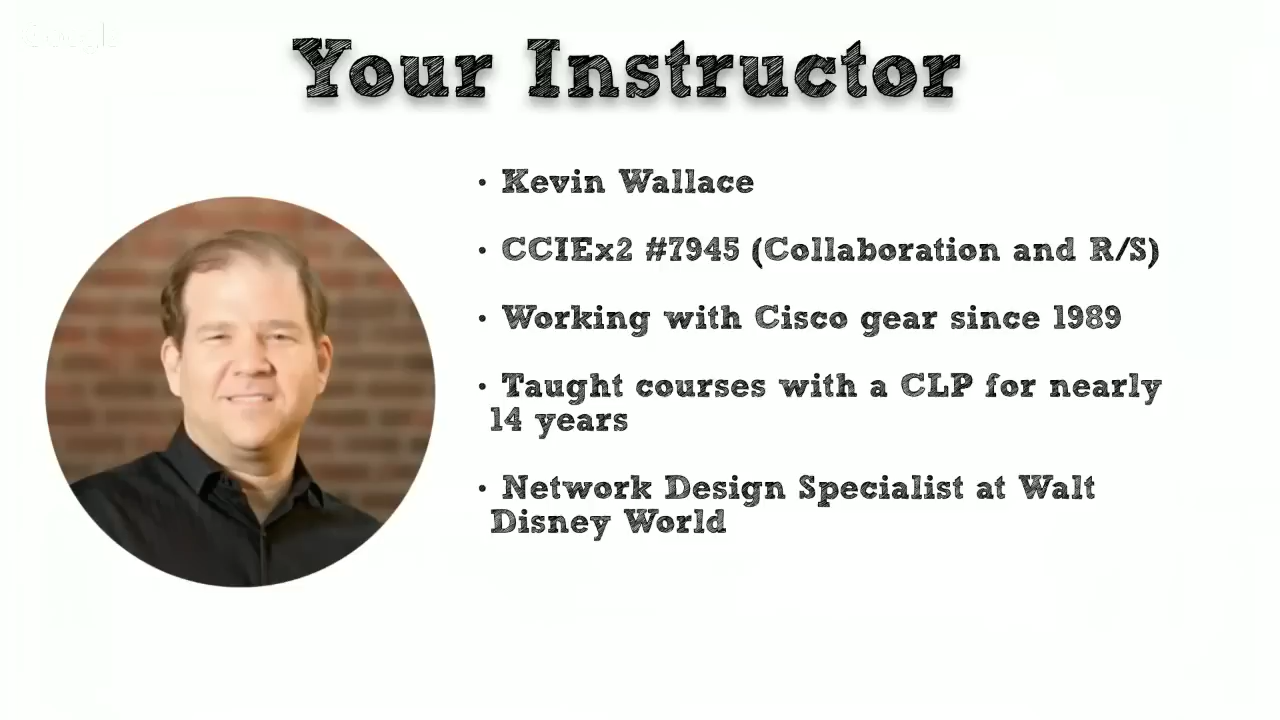 Your Instructor
• Kevin Wallace
• CCIEx2 #7945 (Collaboration and R/S)
• Working with Cisco gear since 1989
• Taught courses with a CLP for nearly
14 years
• Network Design Specialist at Walt
Disney World